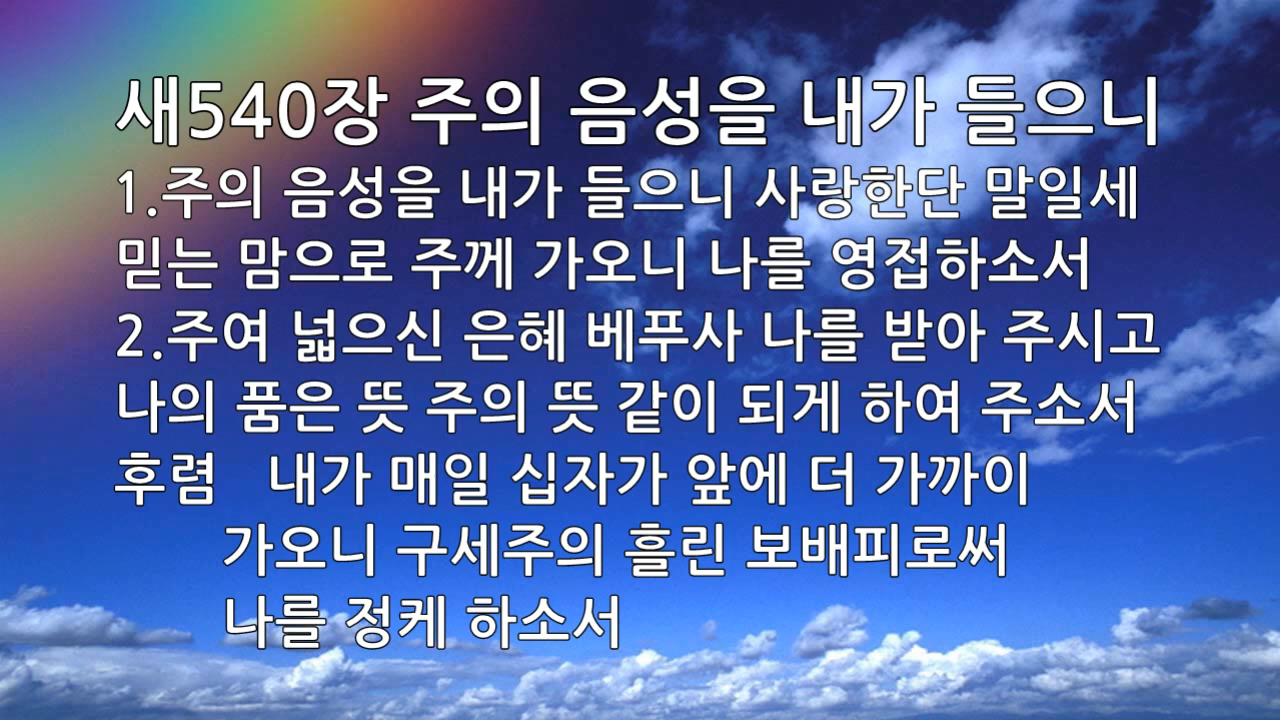 새540장 주의 음성을 내가 들으니
1.주의 음성을 내가 들으니 사랑한단 말일세
믿는 맘으로 주께 가오니 나를 영접하소서
2.주여 넓으신 은혜 베푸사 나를 받아 주시고
나의 품은 뜻 주의 뜻 같이 되게 하여 주소서
후렴 내가 매일 십자가 앞에 더 가까이
가오니 구세주의 흘린 보배피로써
나를 정케 하소서